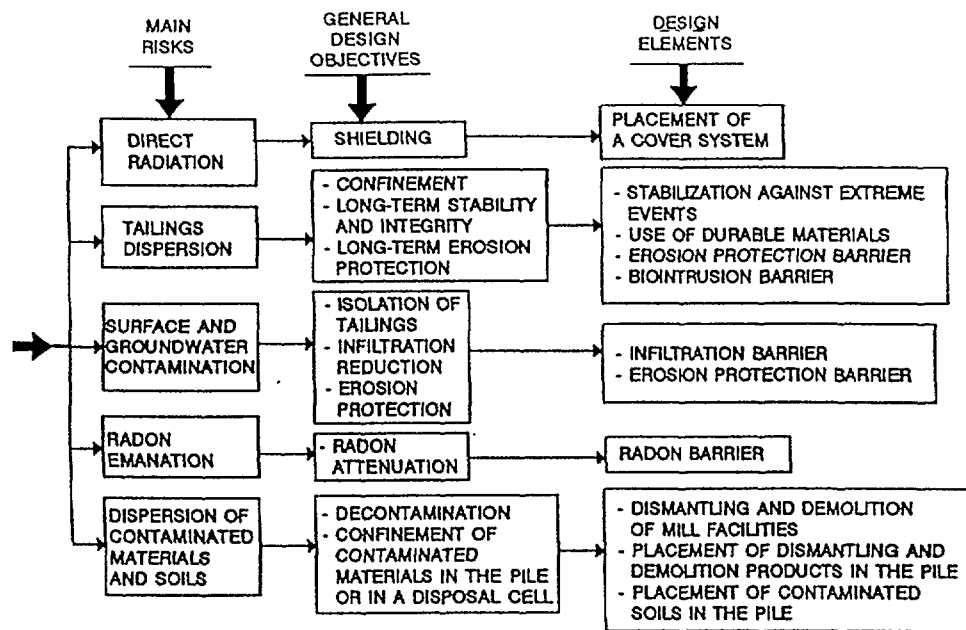 MAIN
RISKS
GENERAL
DESIGN
OBJECTIVES
DESIGN
ELEMENTS
DIRECT
RADIATION
SHIELDING
PLACEMENT OF
A COVER SYSTEM
TAILINGS
DISPERSION
- CONFINEMENT
- LONG-TERM STABILITY
AND INTEGRITY
- LONG-TERM EROSION
PROTECTION
- STABILIZATION AGAINST EXTREME
EVENTS
- USE OF DURABLE MATERIALS
- EROSION PROTECTION BARRIER
- BIOINTRUSION BARRIER
SURFACE AND
GROUNDWATER
CONTAMINATION
- ISOLATION OF
TAILINGS
- INFILTRATION
REDUCTION
- EROSION
PROTECTION
- INFILTRATION BARRIER
- EROSION PROTECTION BARRIER
RADON
EMANATION
- RADON
ATTENUATION
RADON BARRIER
DISPERSION OF
CONTAMINATED
MATERIALS
AND SOILS
- DECONTAMINATION
- CONFINEMENT OF
CONTAMINATED
MATERIALS IN THE PILE
OR IN A DISPOSAL CELL
- DISMANTLING AND DEMOLITION
OF MILL FACILITIES
- PLACEMENT OF DISMANTLING AND
DEMOLITION PRODUCTS IN THE PILE
- PLACEMENT OF CONTAMINATED
SOILS IN THE PILE